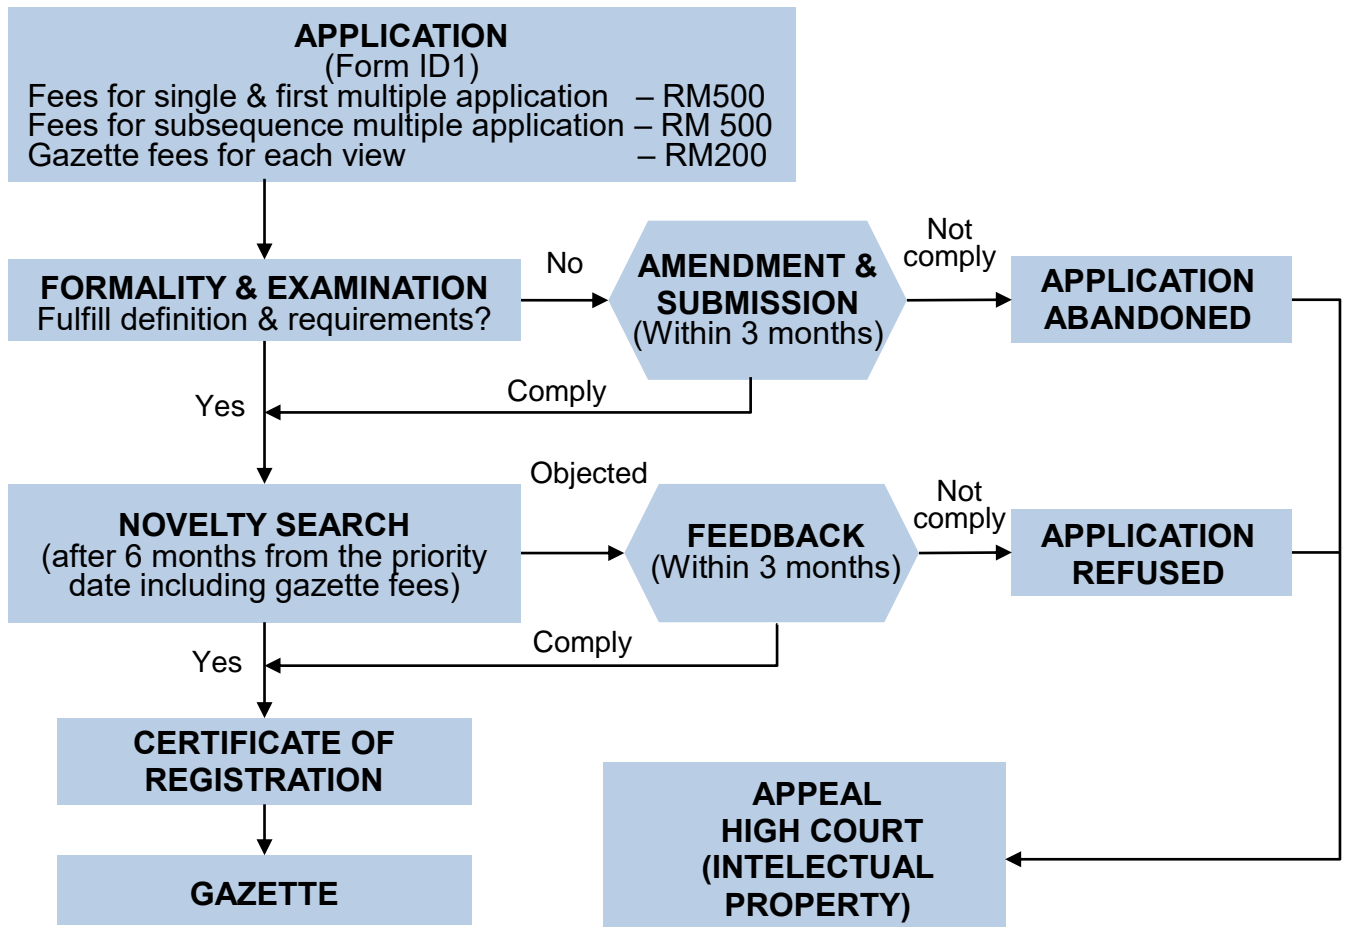 APPLICATION
(Form ID1)
Fees for single & first multiple application – RM500
Fees for subsequence multiple application – RM 500
Gazette fees for each view – RM200
FORMALITY & EXAMINATION
Fulfill definition & requirements?
No
AMENDMENT &
SUBMISSION
(Within 3 months)
Not
comply
APPLICATION
ABANDONED
Yes
Comply
NOVELTY SEARCH
(after 6 months from the priority
date including gazette fees)
Objected
FEEDBACK
(Within 3 months)
Not
comply
APPLICATION
REFUSED
Yes
Comply
CERTIFICATE OF
REGISTRATION
GAZETTE
APPEAL
HIGH COURT
(INTELECTUAL
PROPERTY)